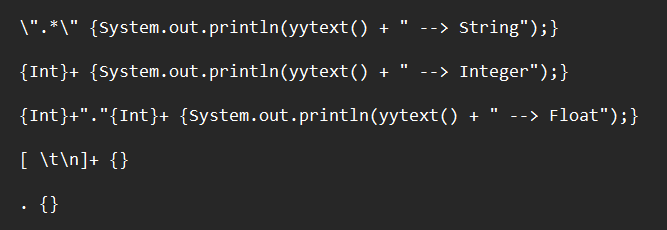 \".*\" {System.out.println(yytext() + " --> String");}
{Int}+ {System.out.println(yytext() + " --> Integer");}
{Int}+"."{Int}+ {System.out.println(yytext() + " --> Float");}
[ \t\n]+ {}
. {}